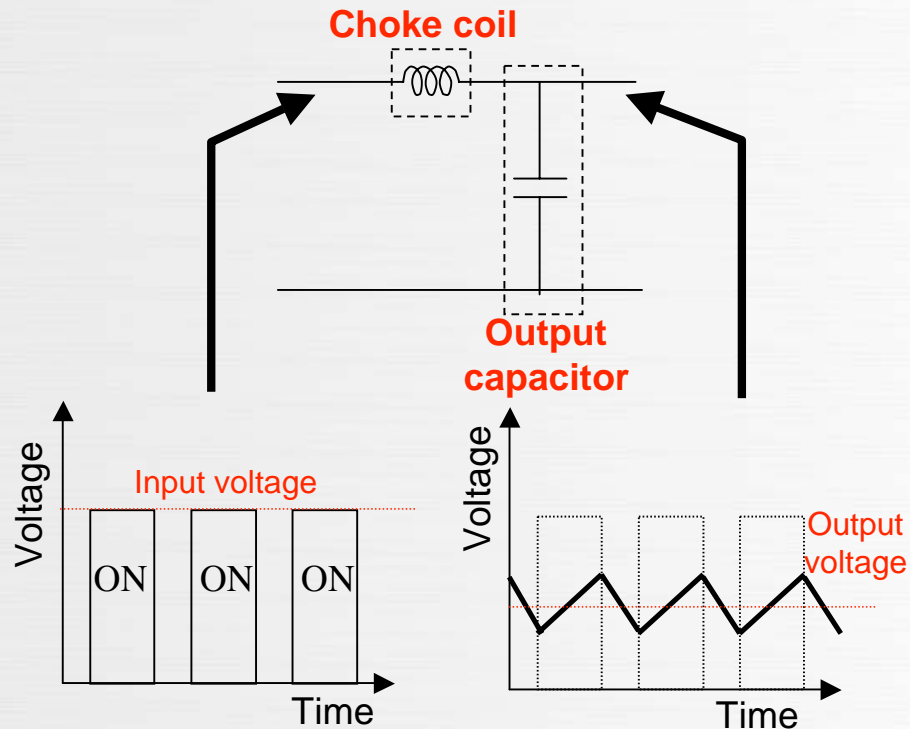 Choke coil
Output
capacitor
Voltage
Input voltage
ON ON ON
Time
Voltage
Output
voltage
Time